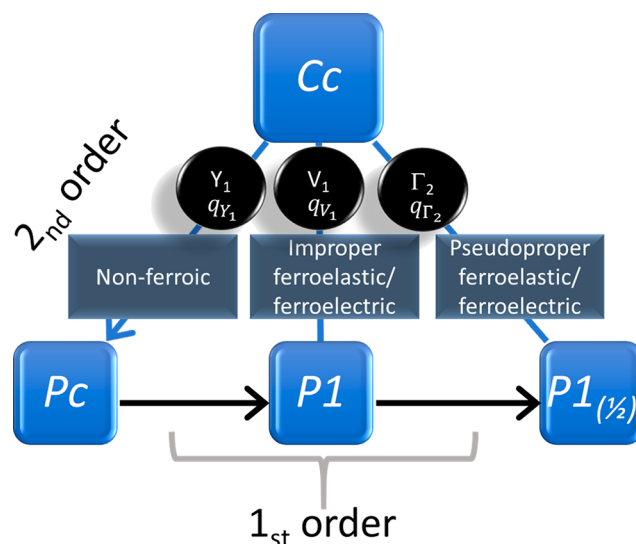 Cc
2nd order
Y1
qY1
V1
qV1
Γ2
qΓ2
Non-ferroic
Improper
ferroelastic/
ferroelectric
Pseudoproper
ferroelastic/
ferroelectric
Pc
P1
P1(½)
1st order